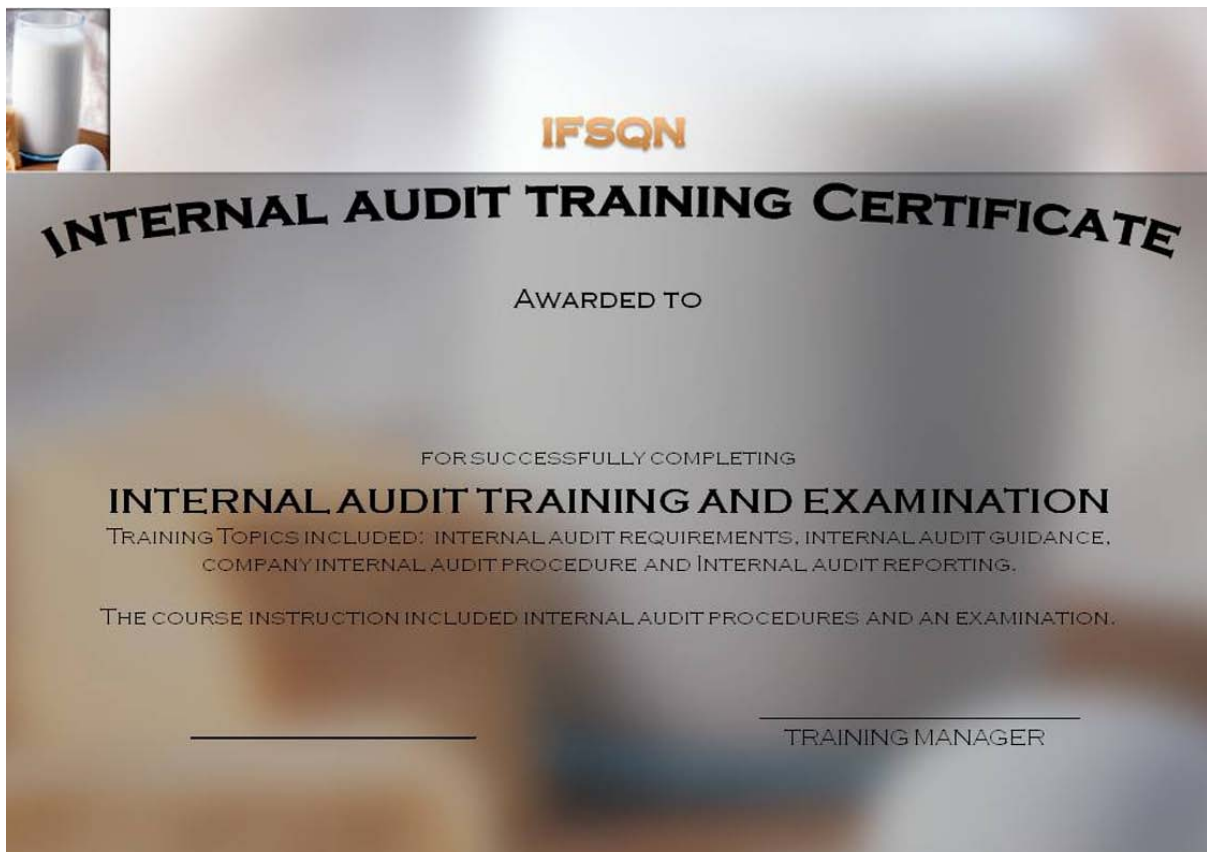 IFSQN
INTERNAL AUDIT TRAINING CERTIFICATE
AWARDED TO
FOR SUCCESSFULLY COMPLETING
INTERNAL AUDIT TRAINING AND EXAMINATION
TRAINING TOPICS INCLUDED: INTERNAL AUDIT REQUIREMENTS, INTERNAL AUDIT GUIDANCE,
COMPANY INTERNAL AUDIT PROCEDURE AND INTERNAL AUDIT REPORTING.
THE COURSE INSTRUCTION INCLUDED INTERNAL AUDIT PROCEDURES AND AN EXAMINATION.
TRAINING MANAGER